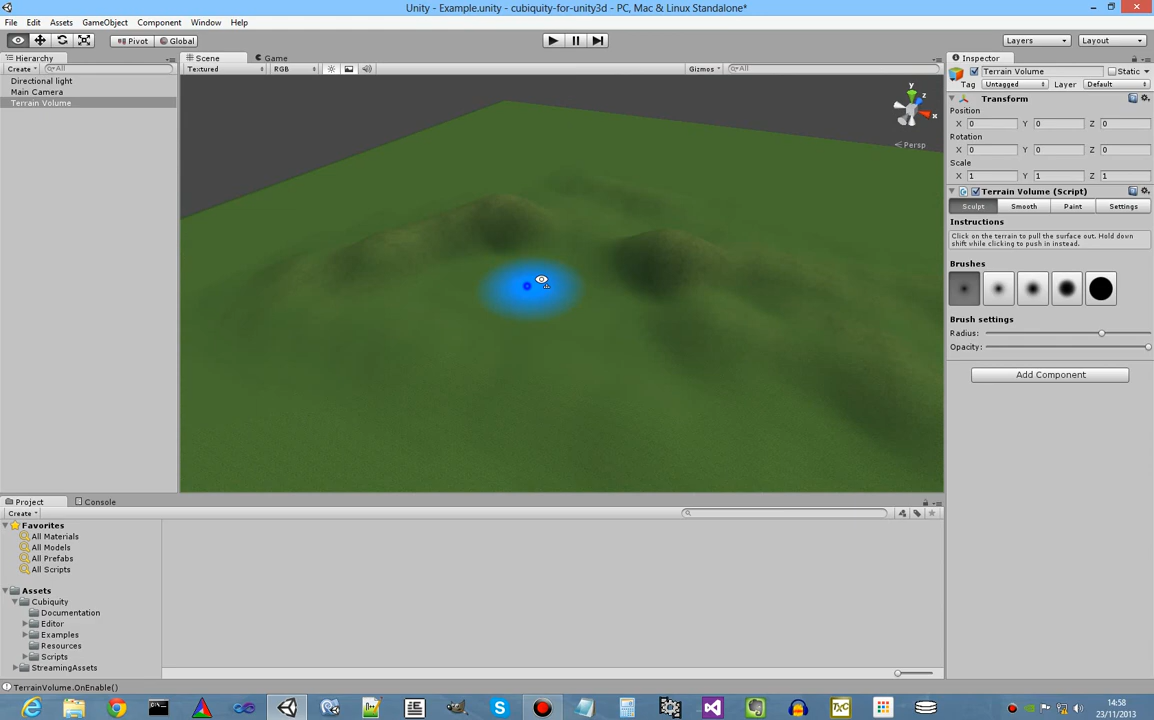 Unity - Example.unity - cubiquity-for-unity3d - PC, Mac & Linux Standalone*
File Edit Assets GameObject Component Window Help
Pivot Global Layers Layout
Hierarchy
Create All
Directional light
Main Camera
Terrain Volume
Scene Game
Textured RGB Gizmos All
y
z
x
Persp
Inspector
Terrain Volume Static
Tag Untagged Layer Default
Transform
Position
X 0 Y 0 Z 0
Rotation
X 0 Y 0 Z 0
Scale
X 1 Y 1 Z 1
Terrain Volume (Script)
Sculpt Smooth Paint Settings
Instructions
Click on the terrain to pull the surface out. Hold down
shift while clicking to push in instead.
Brushes
Brush settings
Radius:
Opacity:
Add Component
Project Console
Create
Favorites
All Materials
All Models
All Prefabs
All Scripts
Assets
Cubiquity
Documentation
Editor
Examples
Resources
Scripts
StreamingAssets
TerrainVolume.OnEnable()
14:58
23/11/2013